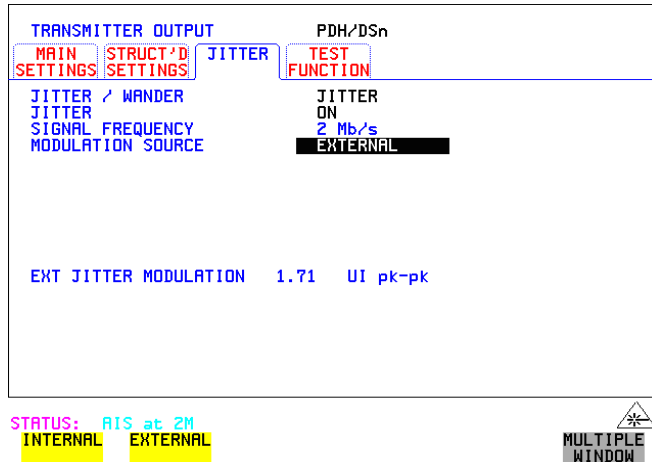 TRANSMITTER OUTPUT PDH/DSn
MAIN SETTINGS STRUCT'D SETTINGS JITTER TEST FUNCTION
JITTER / WANDER JITTER
JITTER ON
SIGNAL FREQUENCY 2 Mb/s
MODULATION SOURCE EXTERNAL
EXT JITTER MODULATION 1.71 UI pk-pk
STATUS: AIS at 2M
INTERNAL EXTERNAL MULTIPLE WINDOW